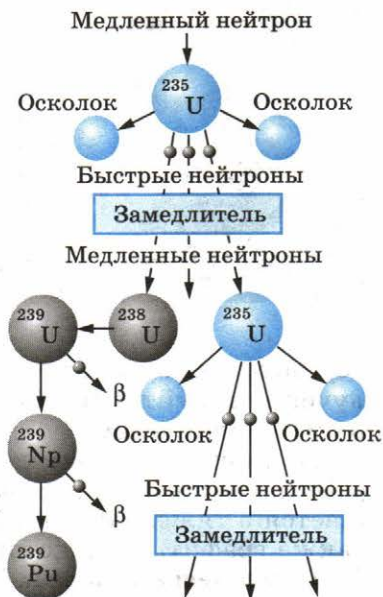 Медленный нейтрон
235
U
Осколок Осколок
Быстрые нейтроны
Замедлитель
Медленные нейтроны
239
U
238
U
235
U
β
Осколок Осколок
239
Np
β
Быстрые нейтроны
Замедлитель
239
Pu